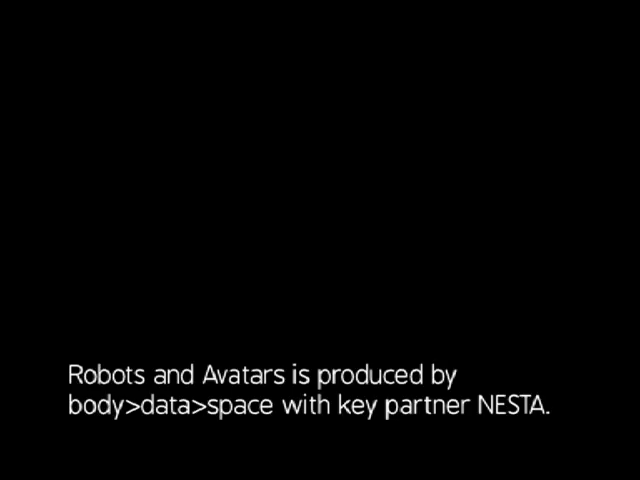 Robots and Avatars is produced by
body>data>space with key partner NESTA.